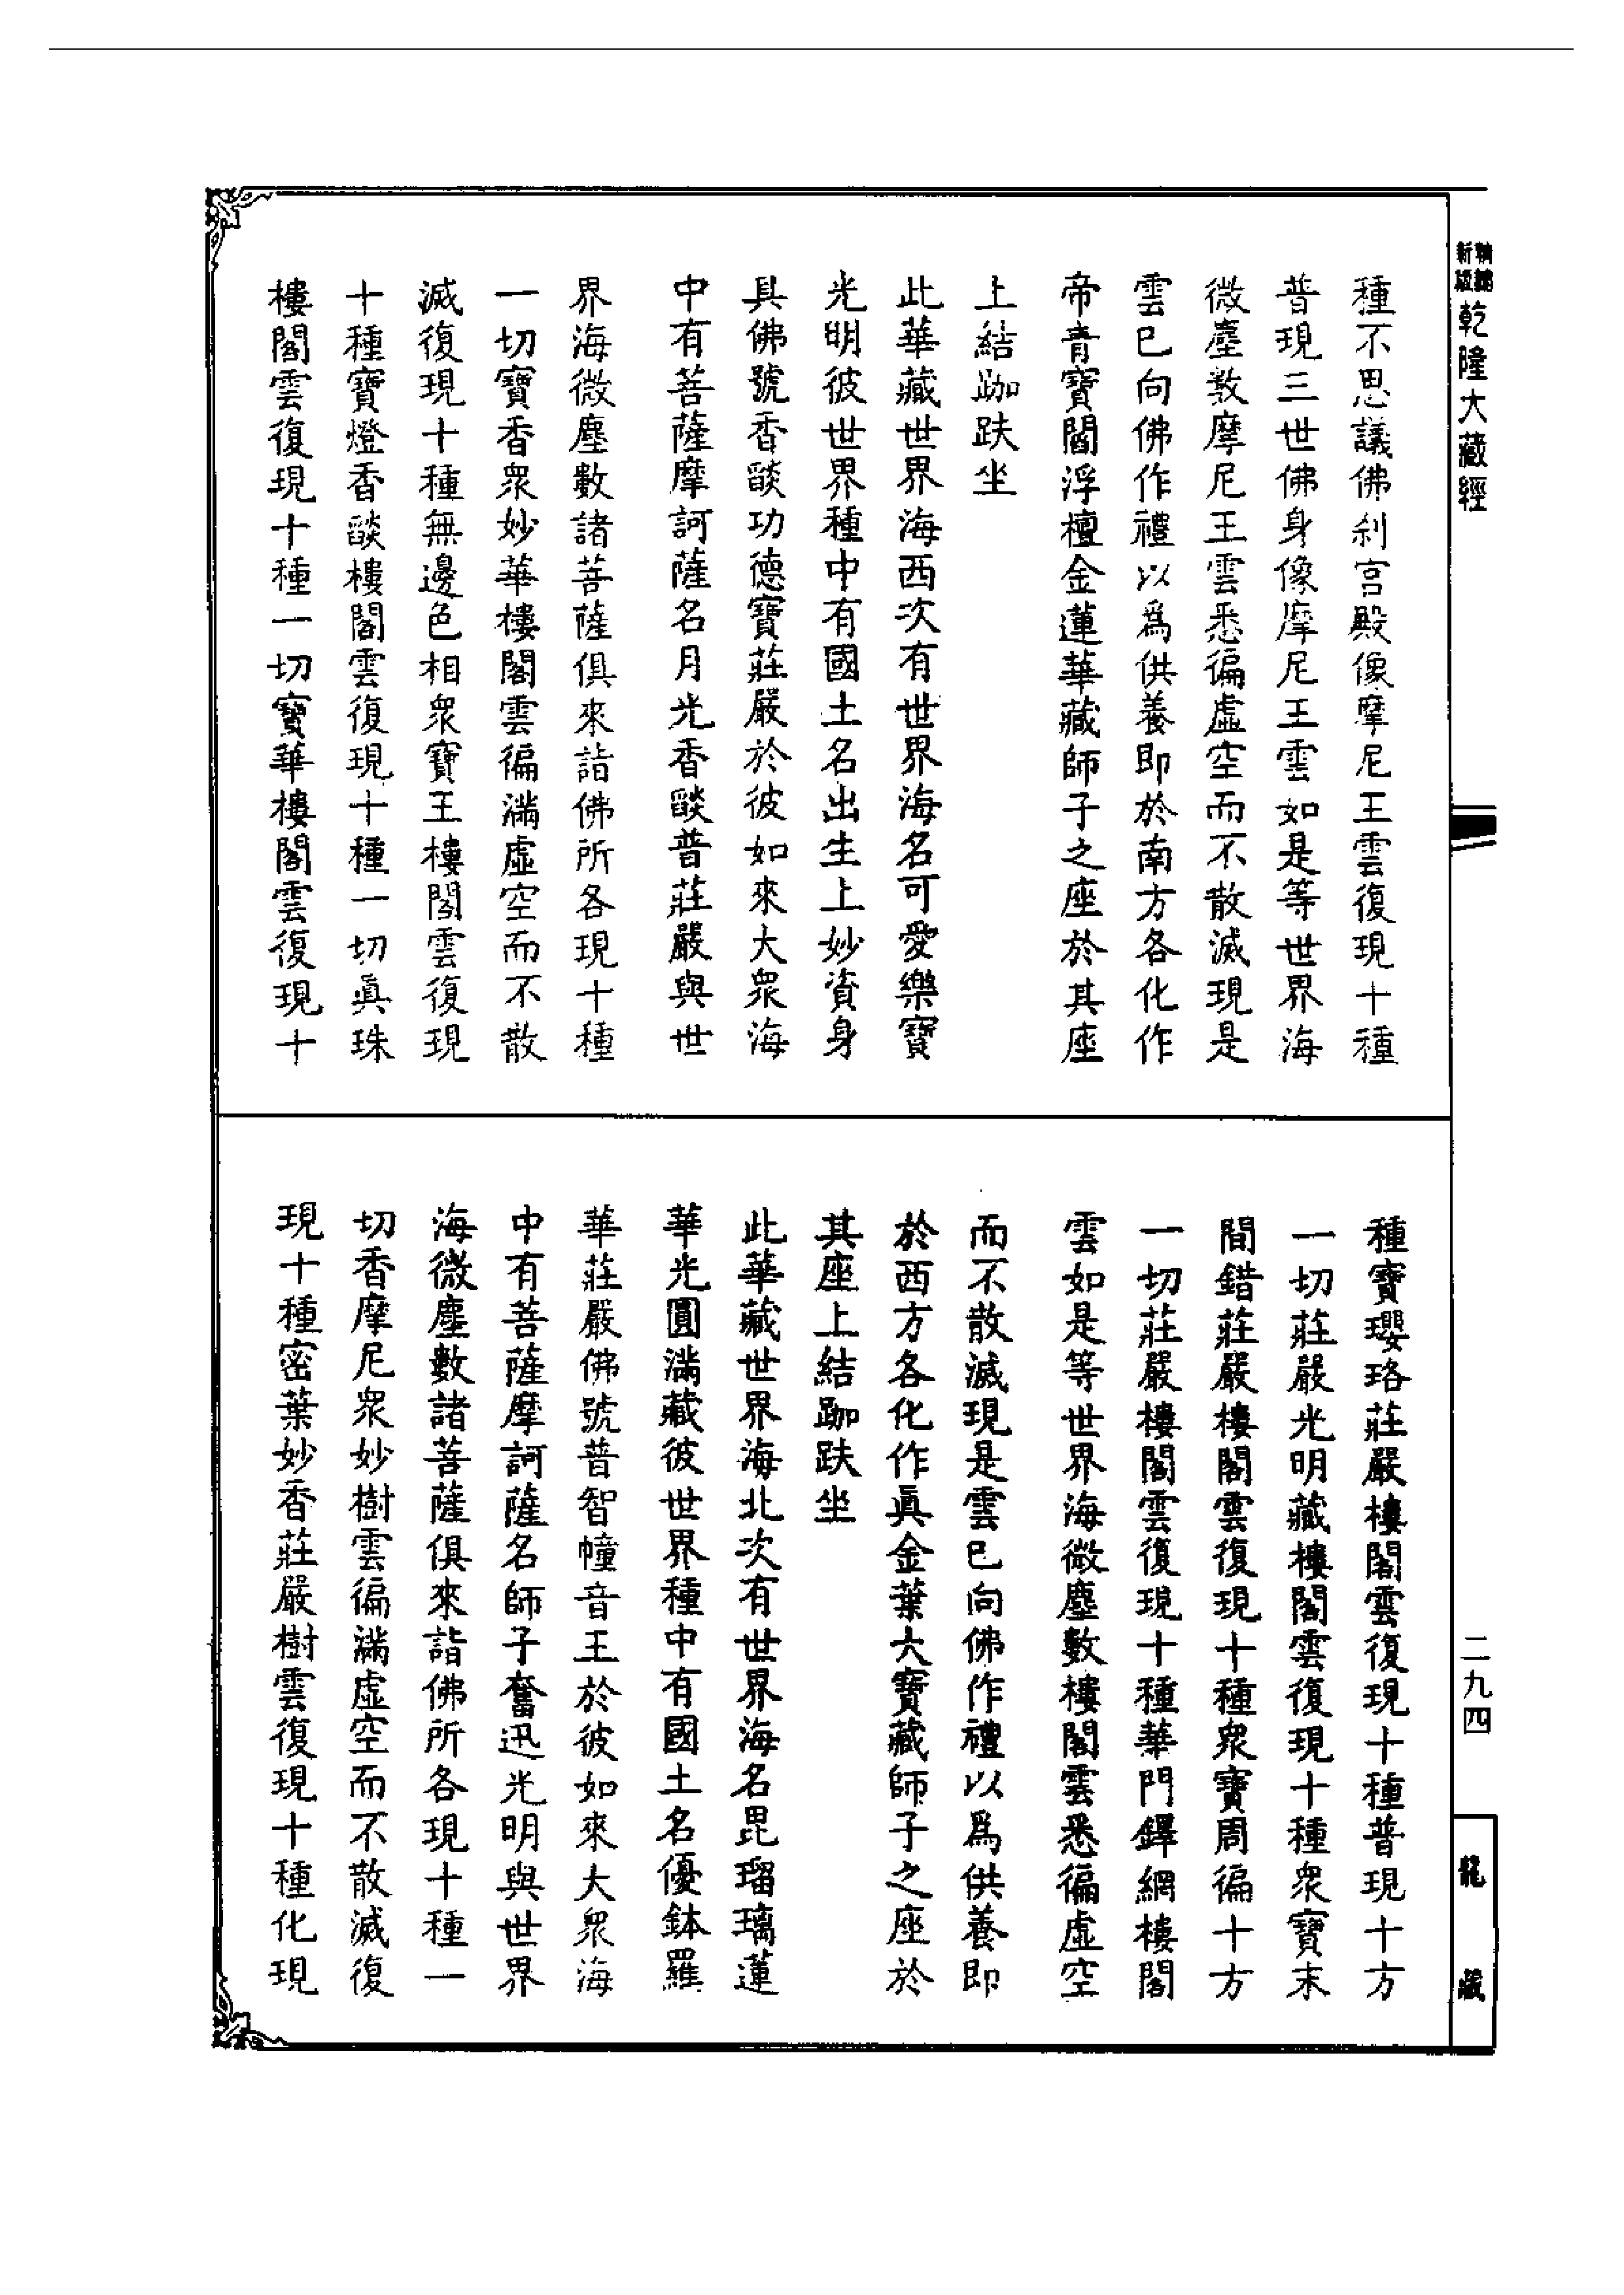 精編
新版
乾隆大藏經
種不思議佛刹宮殿像摩尼王雲復現十種
普現三世佛身像摩尼王雲如是等世界海
微塵數摩尼王雲悉徧虛空而不散滅現是
雲已向佛作禮以爲供養即於南方各化作
帝青寶閻浮檀金蓮華藏師子之座於其座
上結跏趺坐
此華藏世界海西次有世界海名可愛樂寶
光明彼世界種中有國土名出生上妙資身
具佛號香燄功德寶莊嚴於彼如來大衆海
中有菩薩摩訶薩名月光香燄普莊嚴與世
界海微塵數諸菩薩俱來詣佛所各現十種
一切寶香衆妙華樓閣雲徧滿虛空而不散
滅復現十種無邊色相衆寶王樓閣雲復現
十種寶燈香燄樓閣雲復現十種一切眞珠
樓閣雲復現十種一切寶華樓閣雲復現十
種寶瓔珞莊嚴樓閣雲復現十種普現十方
一切莊嚴光明藏樓閣雲復現十種衆寶末
間錯莊嚴樓閣雲復現十種衆寶周徧十方
一切莊嚴樓閣雲復現十種華門鐸網樓閣
雲如是等世界海微塵數樓閣雲悉徧虛空
而不散滅現是雲已向佛作禮以爲供養即
於西方各化作眞金葉大寶藏師子之座於
其座上結跏趺坐
此華藏世界海北次有世界海名毘瑠璃蓮
華光圓滿藏彼世界種中有國土名優鉢羅
華莊嚴佛號普智幢音王於彼如來大衆海
中有菩薩摩訶薩名師子奮迅光明與世界
海微塵數諸菩薩俱來詣佛所各現十種一
切香摩尼衆妙樹雲徧滿虛空而不散滅復
現十種密葉妙香莊嚴樹雲復現十種化現
二九四
龍藏